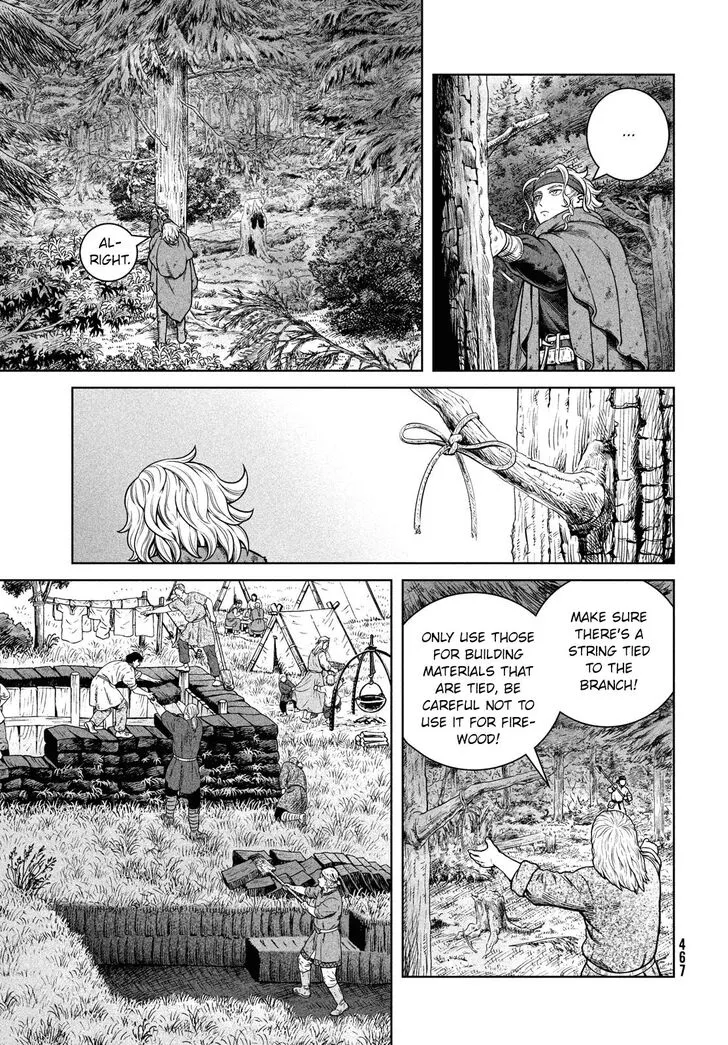 ...
AL-
RIGHT.
MAKE SURE
THERE'S A
STRING TIED
TO THE
BRANCH!
ONLY USE THOSE
FOR BUILDING
MATERIALS THAT
ARE TIED, BE
CAREFUL NOT TO
USE IT FOR FIRE-
WOOD!
467